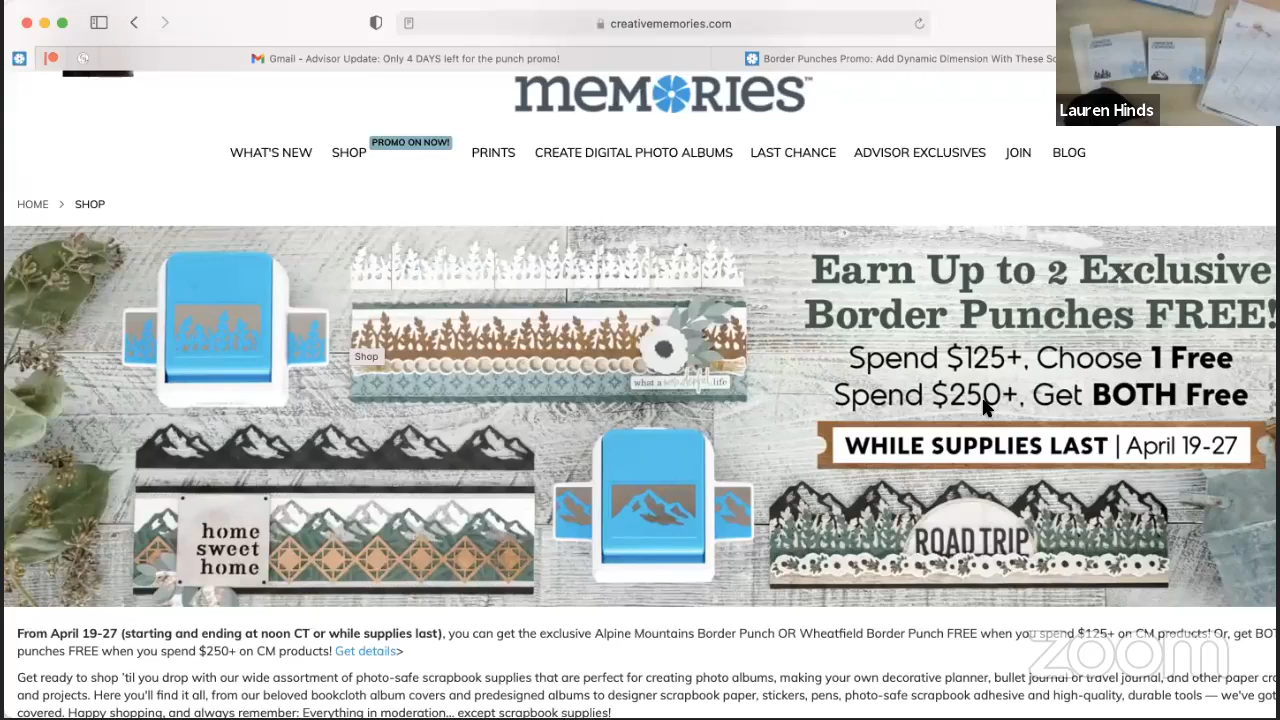 creativememories.com
Gmail - Advisor Update: Only 4 DAYS left for the punch promo!
Border Punches Promo: Add Dynamic Dimension With These Sc
Lauren Hinds
MEMORIES™
PROMO ON NOW!
WHAT'S NEW SHOP PRINTS CREATE DIGITAL PHOTO ALBUMS LAST CHANCE ADVISOR EXCLUSIVES JOIN BLOG
HOME > SHOP
Earn Up to 2 Exclusive
Border Punches FREE!
Spend $125+, Choose 1 Free
Spend $250+, Get BOTH Free
WHILE SUPPLIES LAST | April 19-27
Shop
what a wonderful life
home
sweet
home
ROAD TRIP
From April 19-27 (starting and ending at noon CT or while supplies last), you can get the exclusive Alpine Mountains Border Punch OR Wheatfield Border Punch FREE when you spend $125+ on CM products! Or, get BOT
punches FREE when you spend $250+ on CM products! Get details>
zoom
Get ready to shop 'til you drop with our wide assortment of photo-safe scrapbook supplies that are perfect for creating photo albums, making your own decorative planner, bullet journal or travel journal, and other paper cra
and projects. Here you'll find it all, from our beloved bookcloth album covers and predesigned albums to designer scrapbook paper, stickers, pens, photo-safe scrapbook adhesive and high-quality, durable tools — we've got
covered. Happy shopping, and always remember: Everything in moderation... except scrapbook supplies!